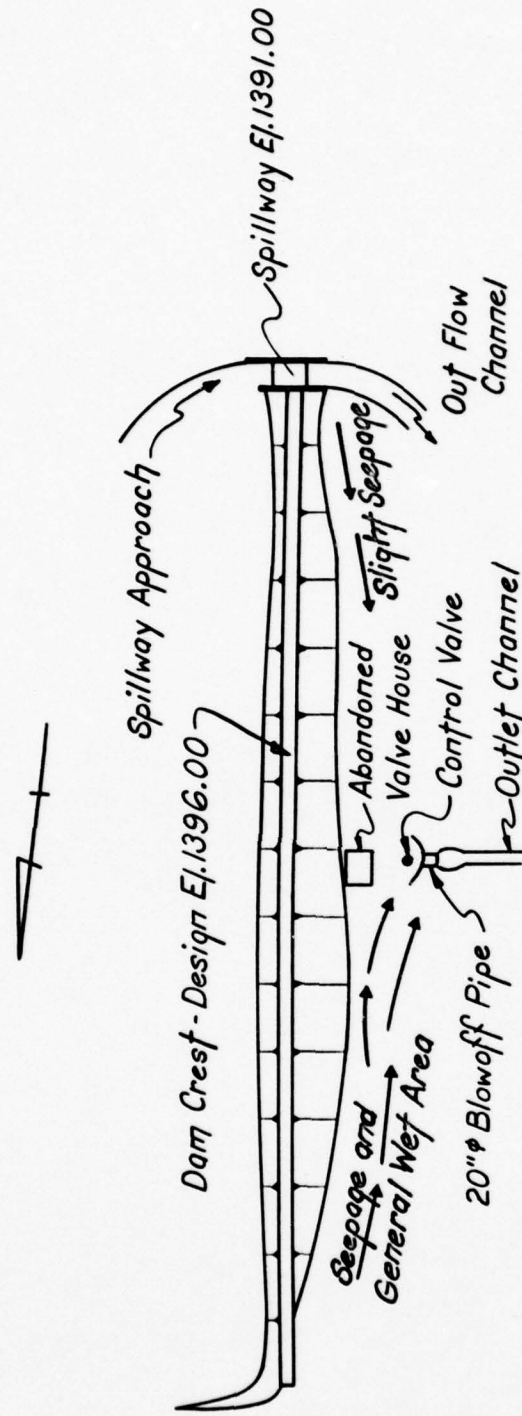 Spillway El.1391.00
Spillway Approach
Dam Crest - Design El.1396.00
Out Flow
Channel
Slight Seepage
Abandoned
Valve House
Control Valve
Outlet Channel
Seepage and
General Wet Area
20"φ Blowoff Pipe